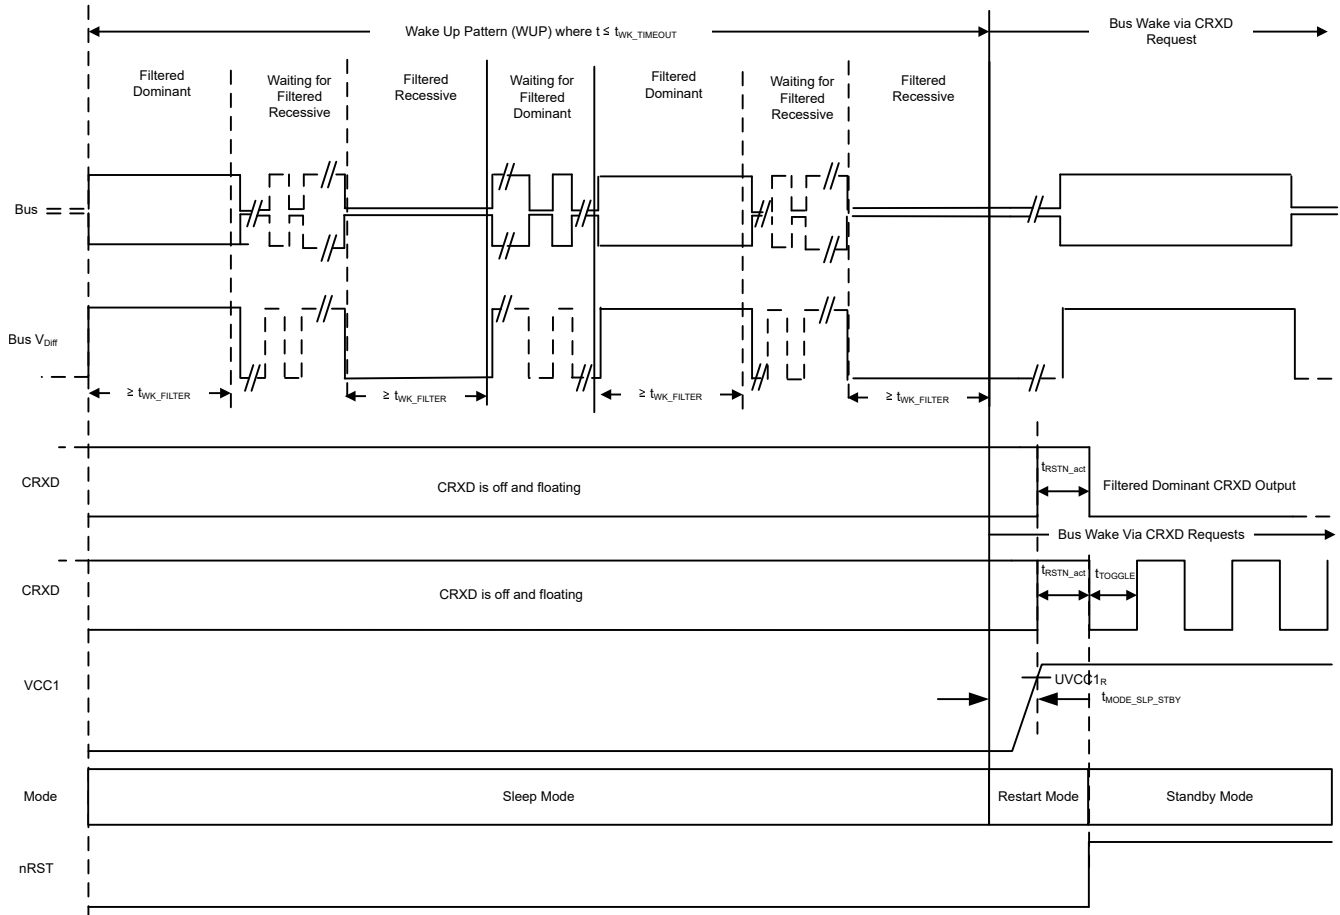 Wake Up Pattern (WUP) where t ≤ tWK_TIMEOUT
Bus Wake via CRXD
Request
Filtered
Dominant
Waiting for
Filtered
Recessive
Filtered
Recessive
Waiting for
Filtered
Dominant
Filtered
Dominant
Waiting for
Filtered
Recessive
Filtered
Recessive
Bus
Bus VDiff
≥ tWK_FILTER
≥ tWK_FILTER
≥ tWK_FILTER
≥ tWK_FILTER
CRXD
CRXD is off and floating
tRSTN_act
Filtered Dominant CRXD Output
Bus Wake Via CRXD Requests
CRXD
CRXD is off and floating
tRSTN_act
tTOGGLE
VCC1
UVCC1R
tMODE_SLP_STBY
Mode
Sleep Mode
Restart Mode
Standby Mode
nRST